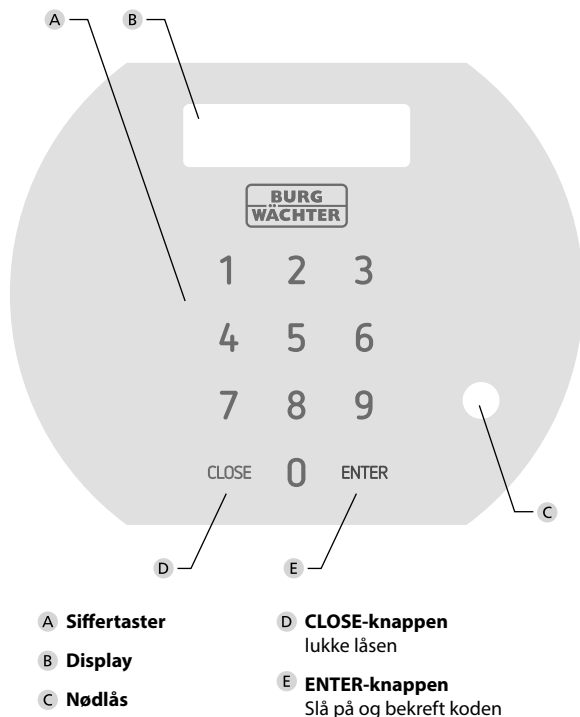 A B
BURG
WÄCHTER
1 2 3
4 5 6
7 8 9
CLOSE 0 ENTER
C
D E
A Siffertaster
B Display
C Nødlås
D CLOSE-knappen
lukke låsen
E ENTER-knappen
Slå på og bekreft koden